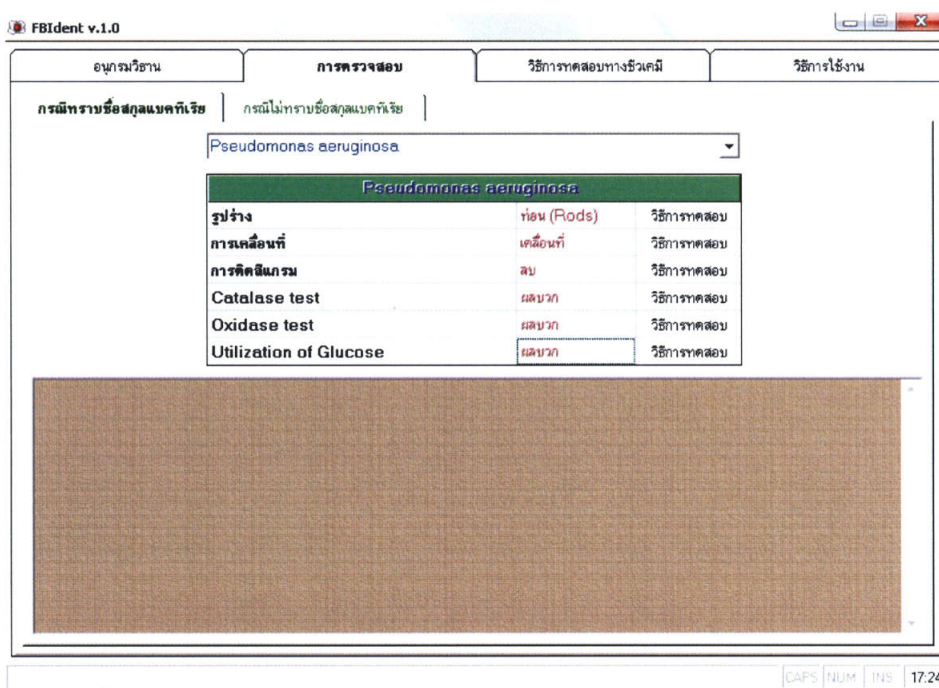 FBIdent v.1.0
อนุกรมวิธาน การตรวจสอบ วิธีการทดสอบทางชีวเคมี วิธีการใช้งาน
กรณีทราบชื่อสกุลแบคทีเรีย กรณีไม่ทราบชื่อสกุลแบคทีเรีย
Pseudomonas aeruginosa
Pseudomonas aeruginosa
รูปร่าง ท่อน (Rods) วิธีการทดสอบ
การเคลื่อนที่ เคลื่อนที่ วิธีการทดสอบ
การติดสีแกรม ลบ วิธีการทดสอบ
Catalase test ผลบวก วิธีการทดสอบ
Oxidase test ผลบวก วิธีการทดสอบ
Utilization of Glucose ผลบวก วิธีการทดสอบ
CAPS NUM INS 17:24